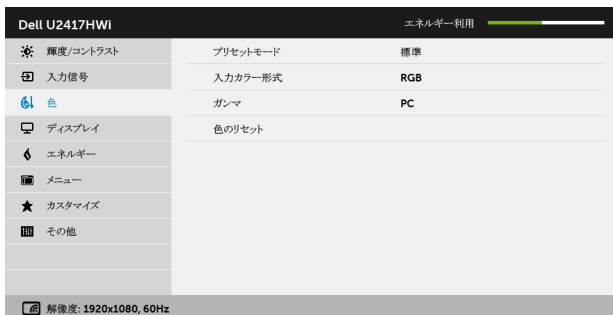 Dell U2417HWi
エネルギー利用
輝度/コントラスト
プリセットモード
標準
入力信号
入力カラー形式
RGB
色
ガンマ
PC
ディスプレイ
色のリセット
エネルギー
メニュー
カスタマイズ
その他
解像度: 1920x1080, 60Hz